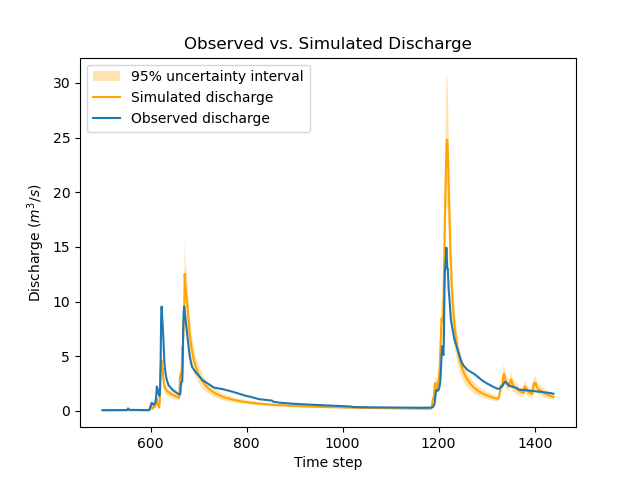 Observed vs. Simulated Discharge
95% uncertainty interval
Simulated discharge
Observed discharge
Discharge (m³/s)
30
25
20
15
10
5
0
600
800
1000
1200
1400
Time step